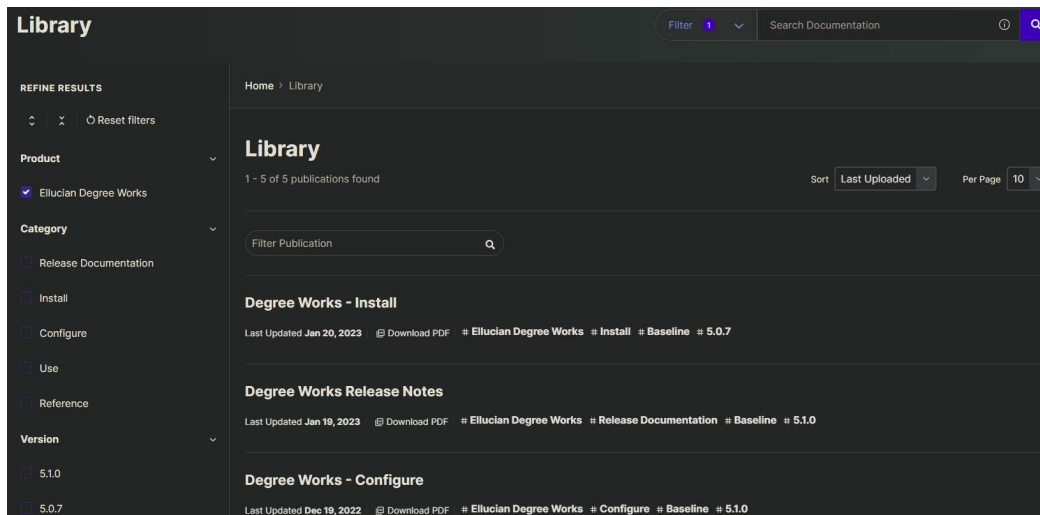 Library
Filter 1
Search Documentation
REFINE RESULTS
Reset filters
Product
Ellucian Degree Works
Category
Release Documentation
Install
Configure
Use
Reference
Version
5.1.0
5.0.7
Home > Library
Library
1 - 5 of 5 publications found
Sort Last Uploaded
Per Page 10
Filter Publication
Degree Works - Install
Last Updated Jan 20, 2023 Download PDF # Ellucian Degree Works # Install # Baseline # 5.0.7
Degree Works Release Notes
Last Updated Jan 19, 2023 Download PDF # Ellucian Degree Works # Release Documentation # Baseline # 5.1.0
Degree Works - Configure
Last Updated Dec 19, 2022 Download PDF # Ellucian Degree Works # Configure # Baseline # 5.1.0